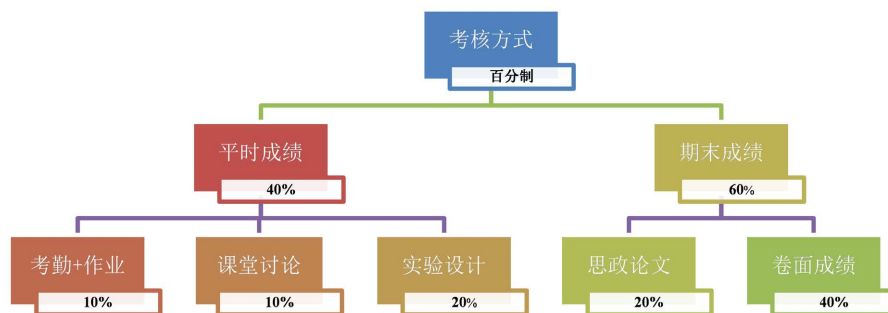 考核方式
百分制
平时成绩
40%
期末成绩
60%
考勤+作业
10%
课堂讨论
10%
实验设计
20%
思政论文
20%
卷面成绩
40%